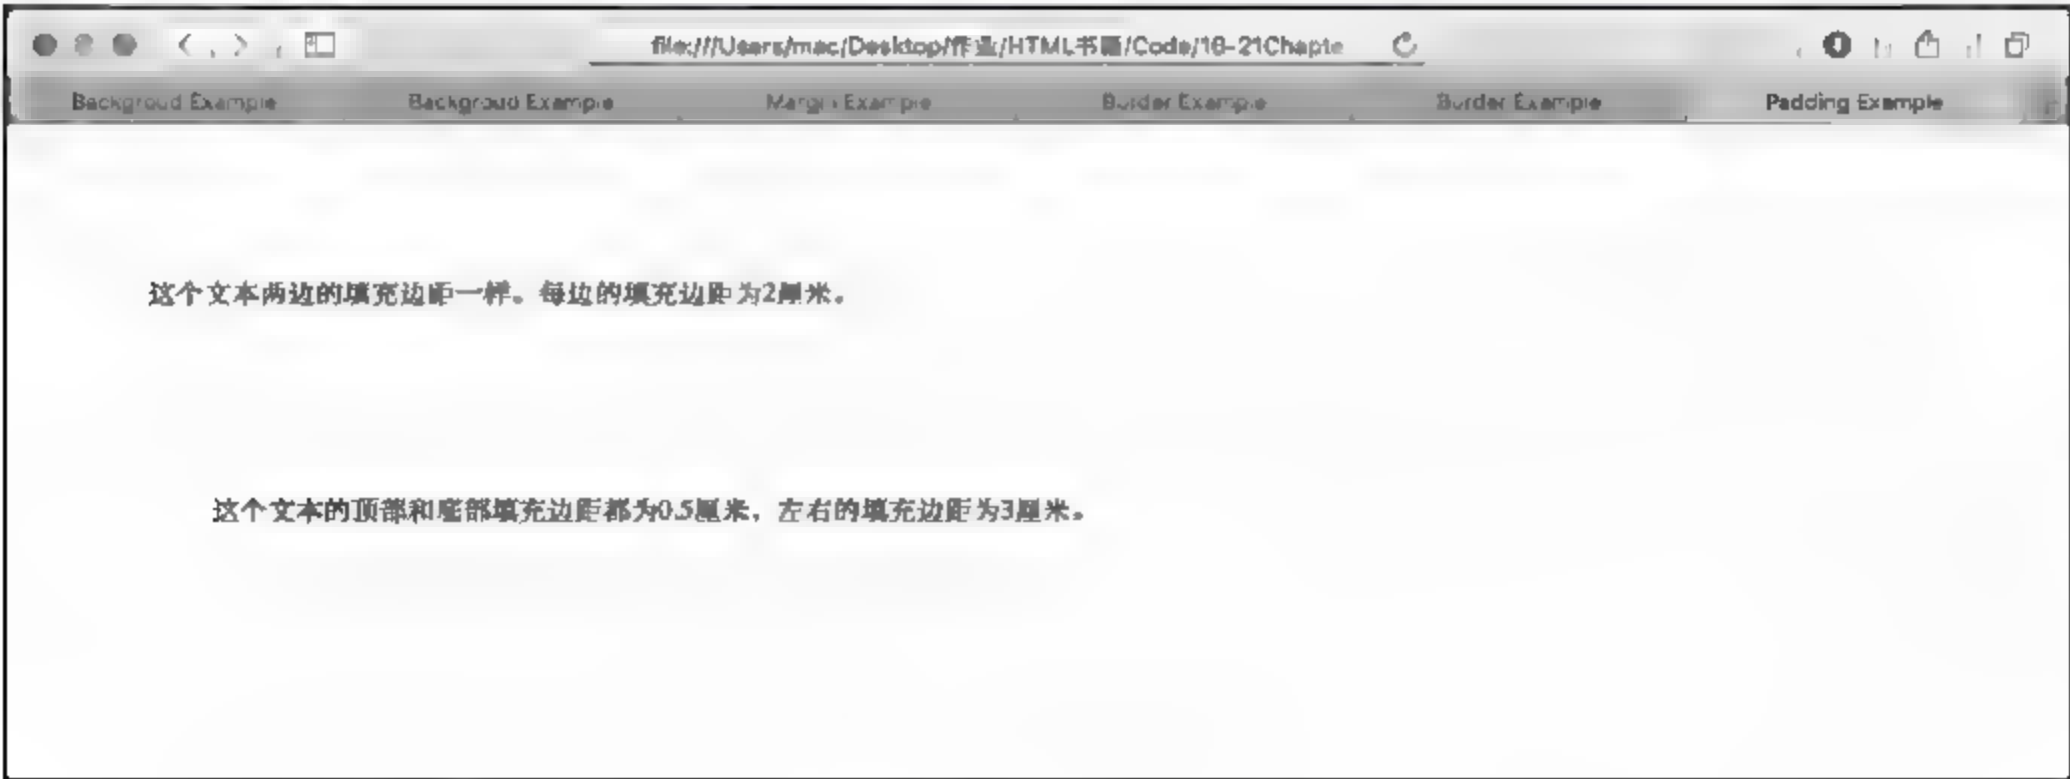 file:///Users/mac/Desktop/作业/HTML书籍/Code/18-21Chapte
Backgroud Example
Backgroud Example
Margin Example
Border Example
Border Example
Padding Example
这个文本两边的填充边距一样。每边的填充边距为2厘米。
这个文本的顶部和底部填充边距都为0.5厘米，左右的填充边距为3厘米。